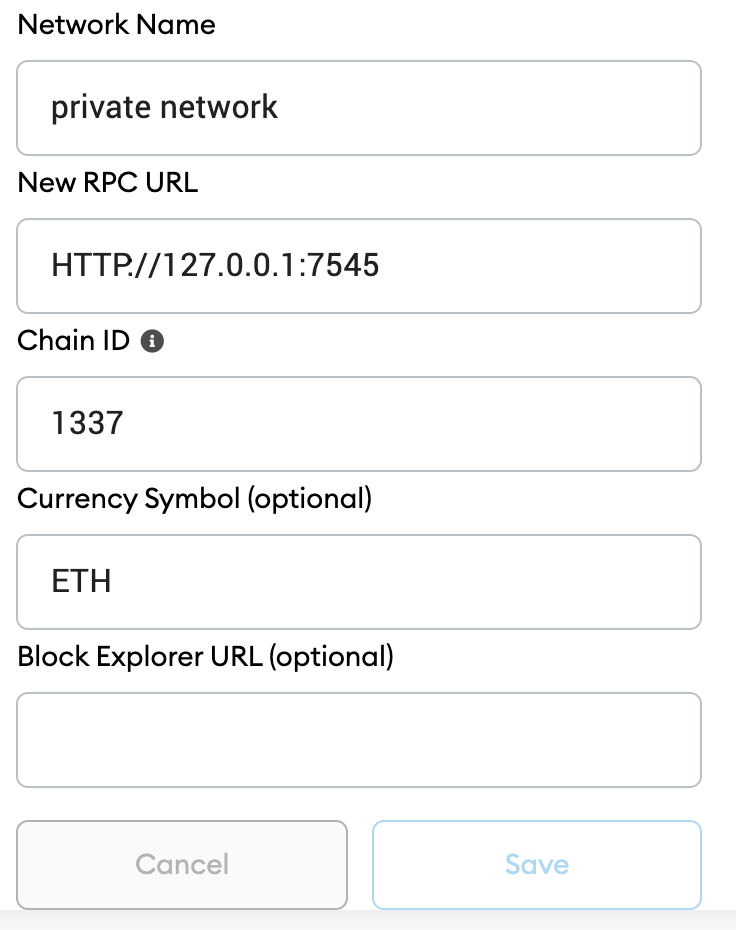 Network Name
private network
New RPC URL
HTTP://127.0.0.1:7545
Chain ID
1337
Currency Symbol (optional)
ETH
Block Explorer URL (optional)
Cancel
Save